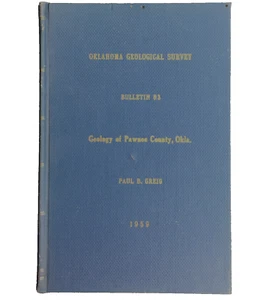 OKLAHOMA GEOLOGICAL SURVEY
BULLETIN 83
Geology of Pawnee County, Okla.
PAUL B. GREIG
1959